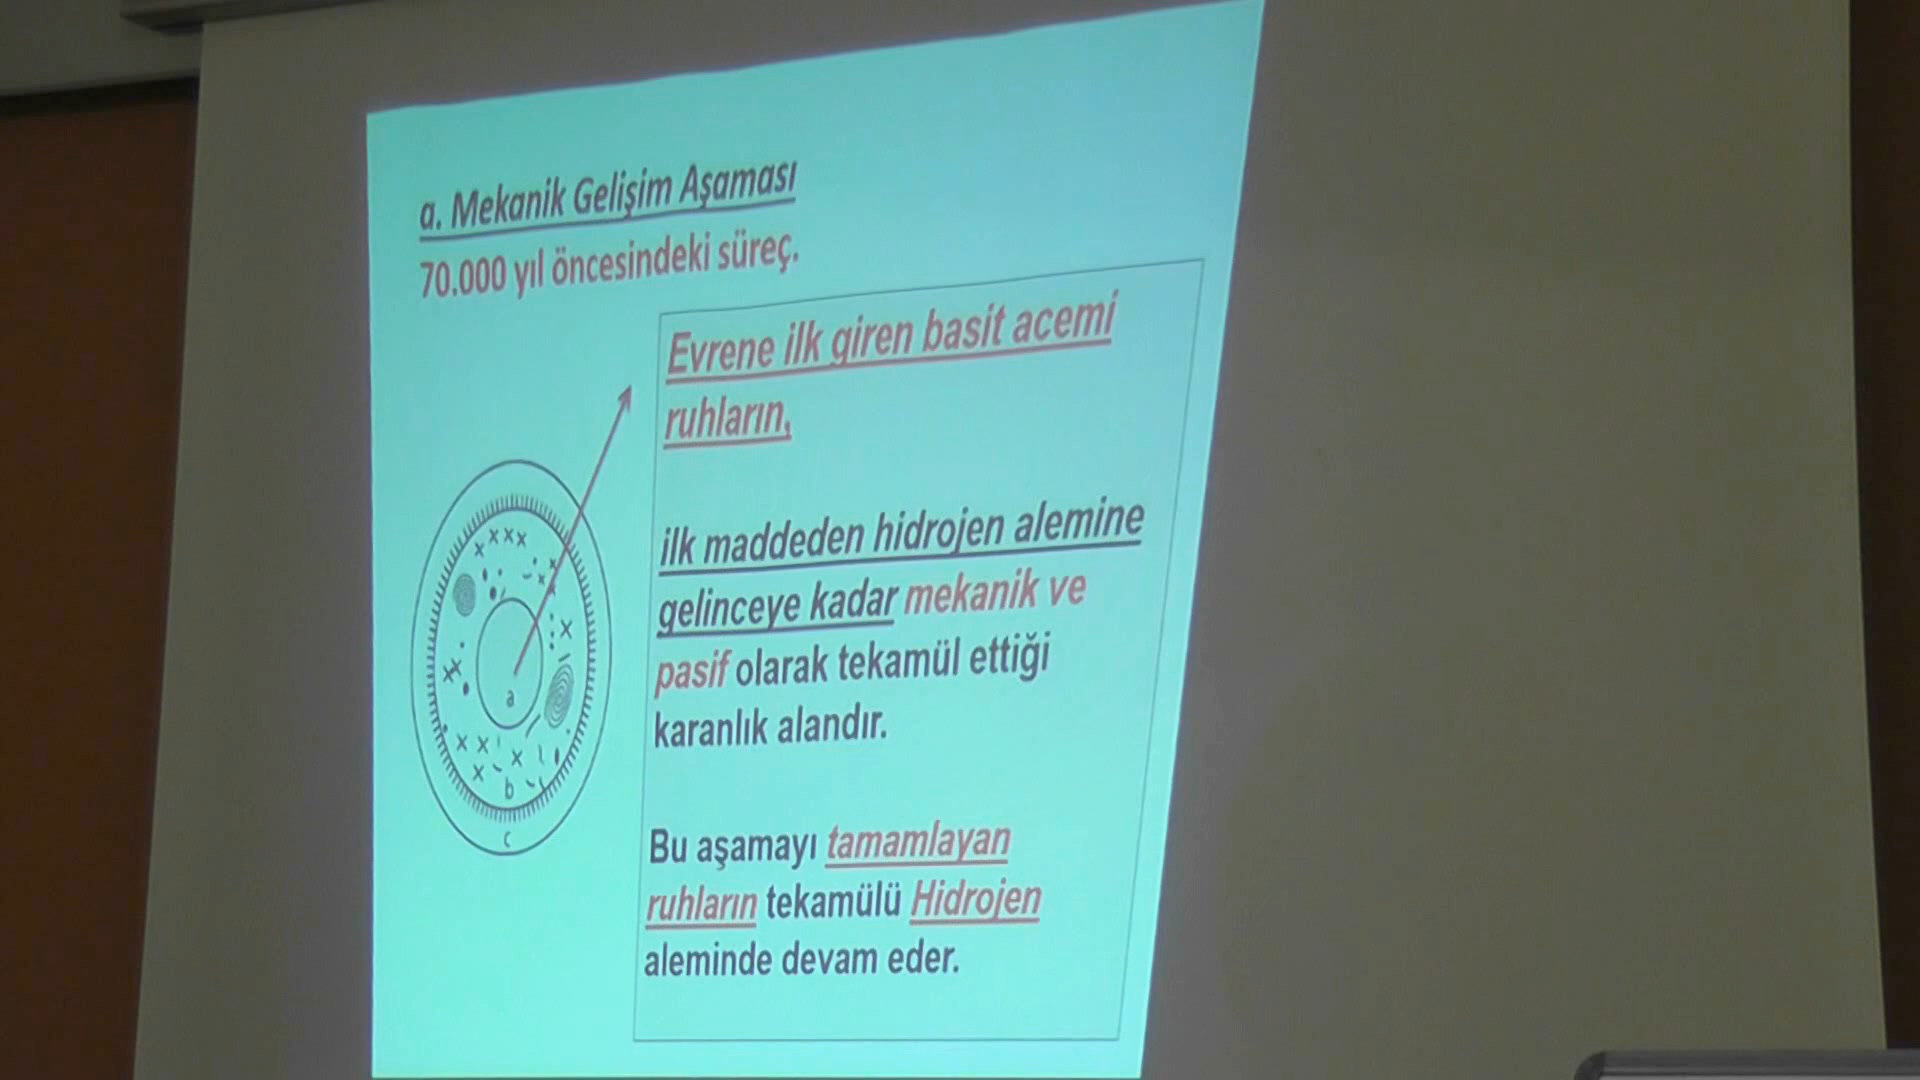 a. Mekanik Gelişim Aşaması
70.000 yıl öncesindeki süreç.
Evrene ilk giren basit acemi
ruhların,
ilk maddeden hidrojen alemine
gelinceye kadar mekanik ve
pasif olarak tekamül ettiği
karanlık alandır.
Bu aşamayı tamamlayan
ruhların tekamülü Hidrojen
aleminde devam eder.
a
b
c